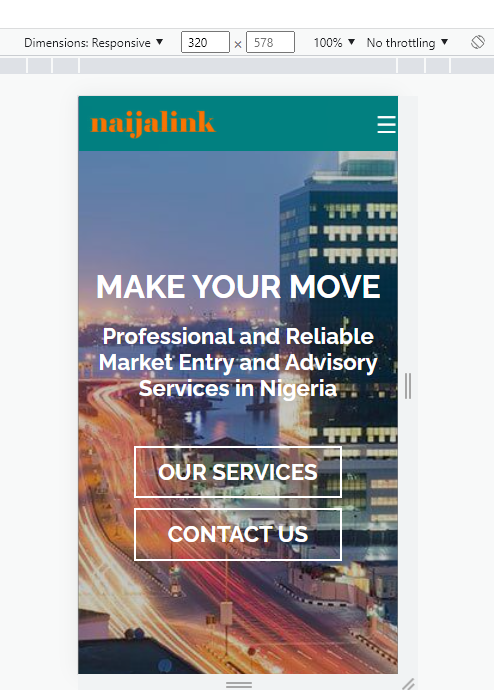 Dimensions: Responsive ▼ 320 × 578 100% ▼ No throttling ▼
naijalink
MAKE YOUR MOVE
Professional and Reliable
Market Entry and Advisory
Services in Nigeria
OUR SERVICES
CONTACT US